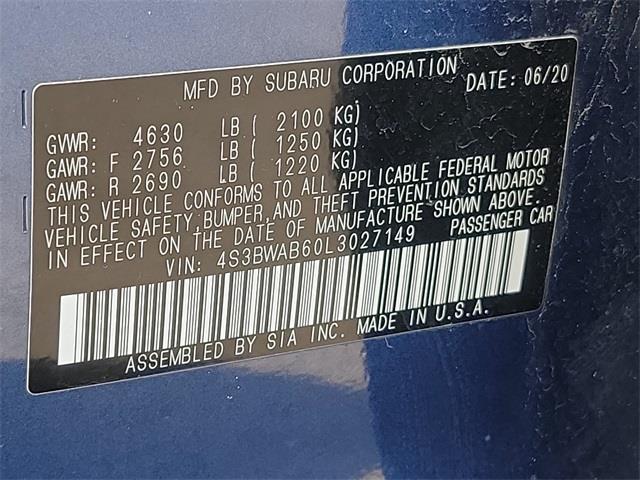 MFD BY SUBARU CORPORATION DATE: 06/20
GVWR: 4630 LB ( 2100 KG)
GAWR: F 2756 LB ( 1250 KG)
GAWR: R 2690 LB ( 1220 KG)
THIS VEHICLE CONFORMS TO ALL APPLICABLE FEDERAL MOTOR
VEHICLE SAFETY, BUMPER, AND THEFT PREVENTION STANDARDS
IN EFFECT ON THE DATE OF MANUFACTURE SHOWN ABOVE.
VIN: 4S3BWAB60L3027149 PASSENGER CAR
ASSEMBLED BY SIA INC. MADE IN U.S.A.